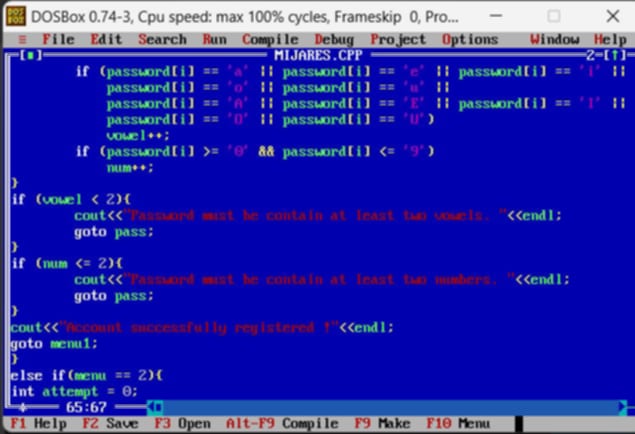 DOSBox 0.74-3, Cpu speed: max 100% cycles, Frameskip 0, Pro...
≡ File Edit Search Run Compile Debug Project Options Window Help
[■] MIJARES.CPP 2=[↑]
if (password[i] == 'a' || password[i] == 'e' || password[i] == 'i' ||
password[i] == 'o' || password[i] == 'u' ||
password[i] == 'A' || password[i] == 'E' || password[i] == 'I' ||
password[i] == 'O' || password[i] == 'U')
vowel++;
if (password[i] >= '0' && password[i] <= '9')
num++;
}
if (vowel < 2){
cout<<"Password must be contain at least two vowels. "<<endl;
goto pass;
}
if (num <= 2){
cout<<"Password must be contain at least two numbers. "<<endl;
goto pass;
}
cout<<"Account successfully registered !"<<endl;
goto menu1;
}
else if(menu == 2){
int attempt = 0;
65:67
F1 Help F2 Save F3 Open Alt-F9 Compile F9 Make F10 Menu